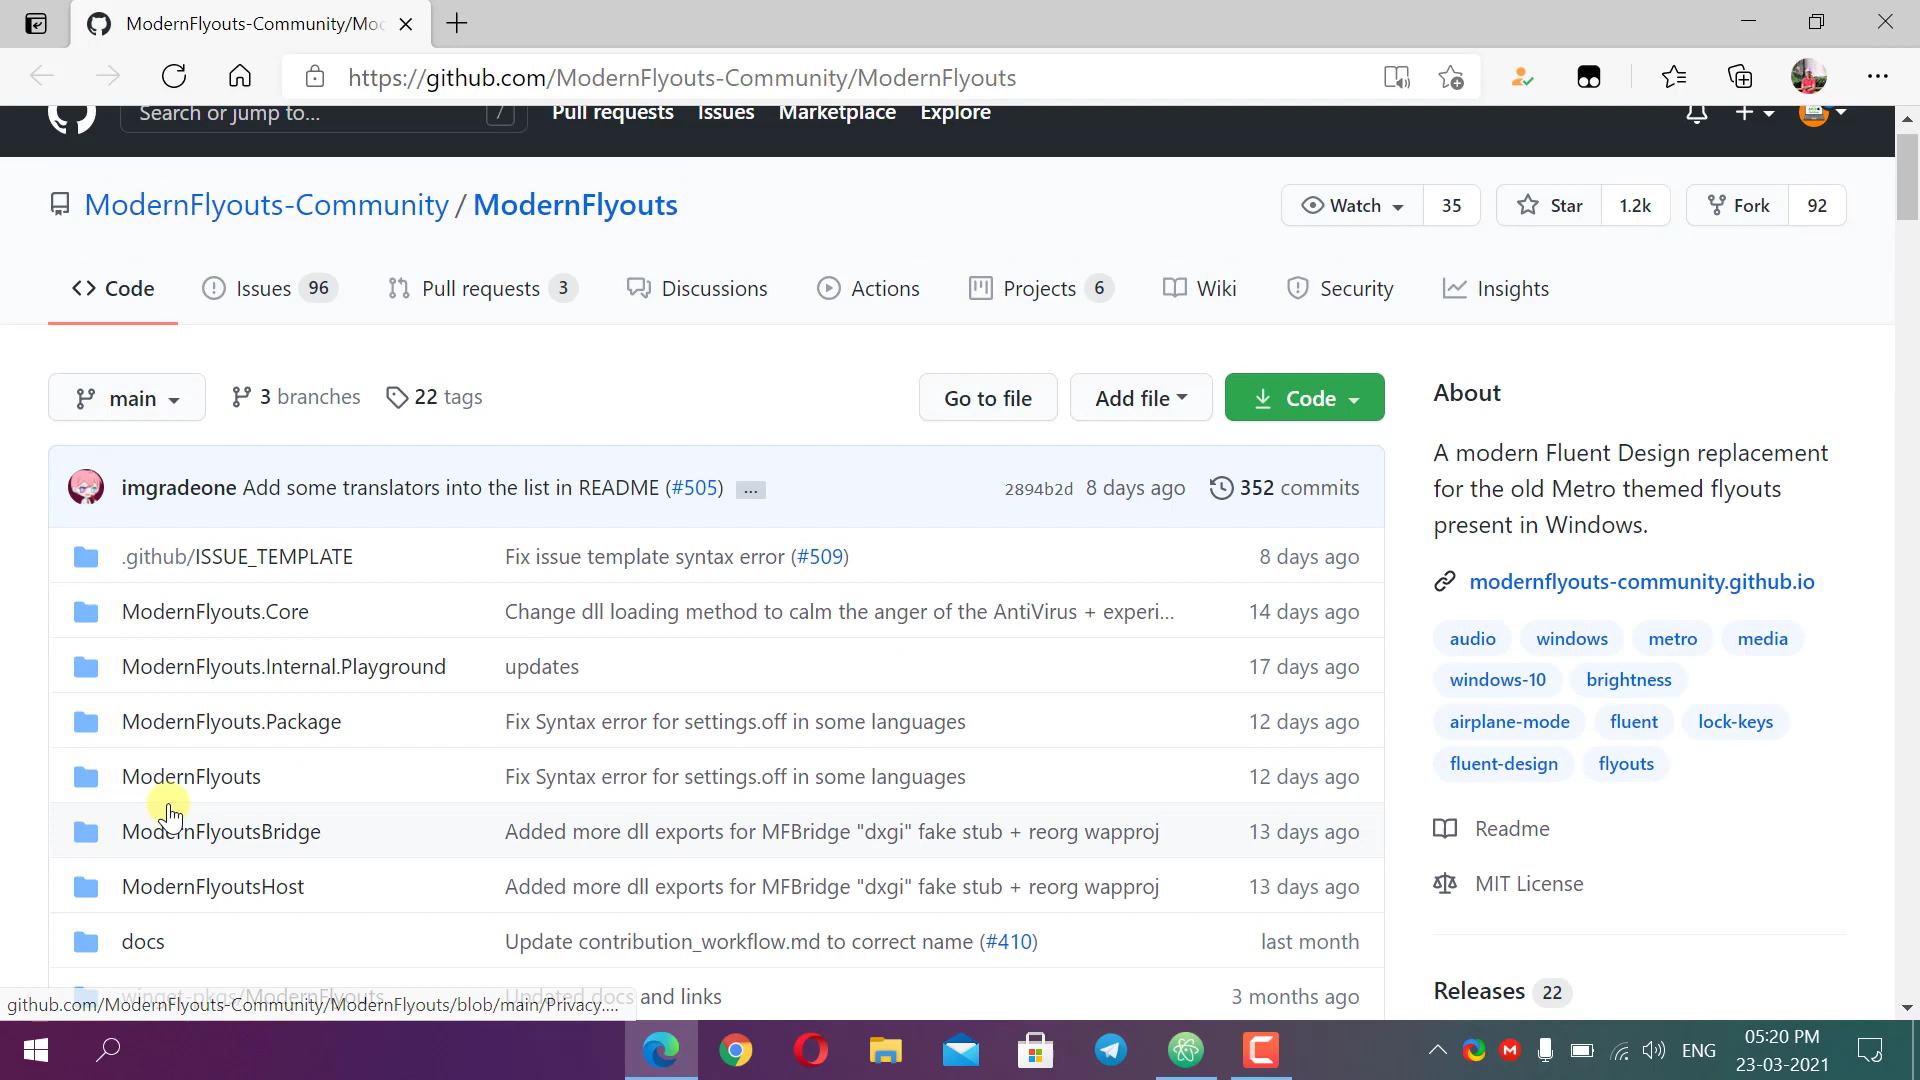 ModernFlyouts-Community/Moc
https://github.com/ModernFlyouts-Community/ModernFlyouts
Search or jump to... /
Pull requests Issues Marketplace Explore
ModernFlyouts-Community / ModernFlyouts
Watch 35 Star 1.2k Fork 92
Code Issues 96 Pull requests 3 Discussions Actions Projects 6 Wiki Security Insights
main 3 branches 22 tags Go to file Add file Code
imgradeone Add some translators into the list in README (#505) ... 2894b2d 8 days ago 352 commits
.github/ISSUE_TEMPLATE Fix issue template syntax error (#509) 8 days ago
ModernFlyouts.Core Change dll loading method to calm the anger of the AntiVirus + experi... 14 days ago
ModernFlyouts.Internal.Playground updates 17 days ago
ModernFlyouts.Package Fix Syntax error for settings.off in some languages 12 days ago
ModernFlyouts Fix Syntax error for settings.off in some languages 12 days ago
ModernFlyoutsBridge Added more dll exports for MFBridge "dxgi" fake stub + reorg wapproj 13 days ago
ModernFlyoutsHost Added more dll exports for MFBridge "dxgi" fake stub + reorg wapproj 13 days ago
docs Update contribution_workflow.md to correct name (#410) last month
winget-pkgs/ModernFlyouts Updated docs and links 3 months ago
About
A modern Fluent Design replacement
for the old Metro themed flyouts
present in Windows.
modernflyouts-community.github.io
audio windows metro media
windows-10 brightness
airplane-mode fluent lock-keys
fluent-design flyouts
Readme
MIT License
Releases 22
github.com/ModernFlyouts-Community/ModernFlyouts/blob/main/Privacy....
ENG
05:20 PM
23-03-2021